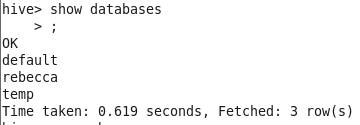 hive> show databases
    > ;
OK
default
rebecca
temp
Time taken: 0.619 seconds, Fetched: 3 row(s)